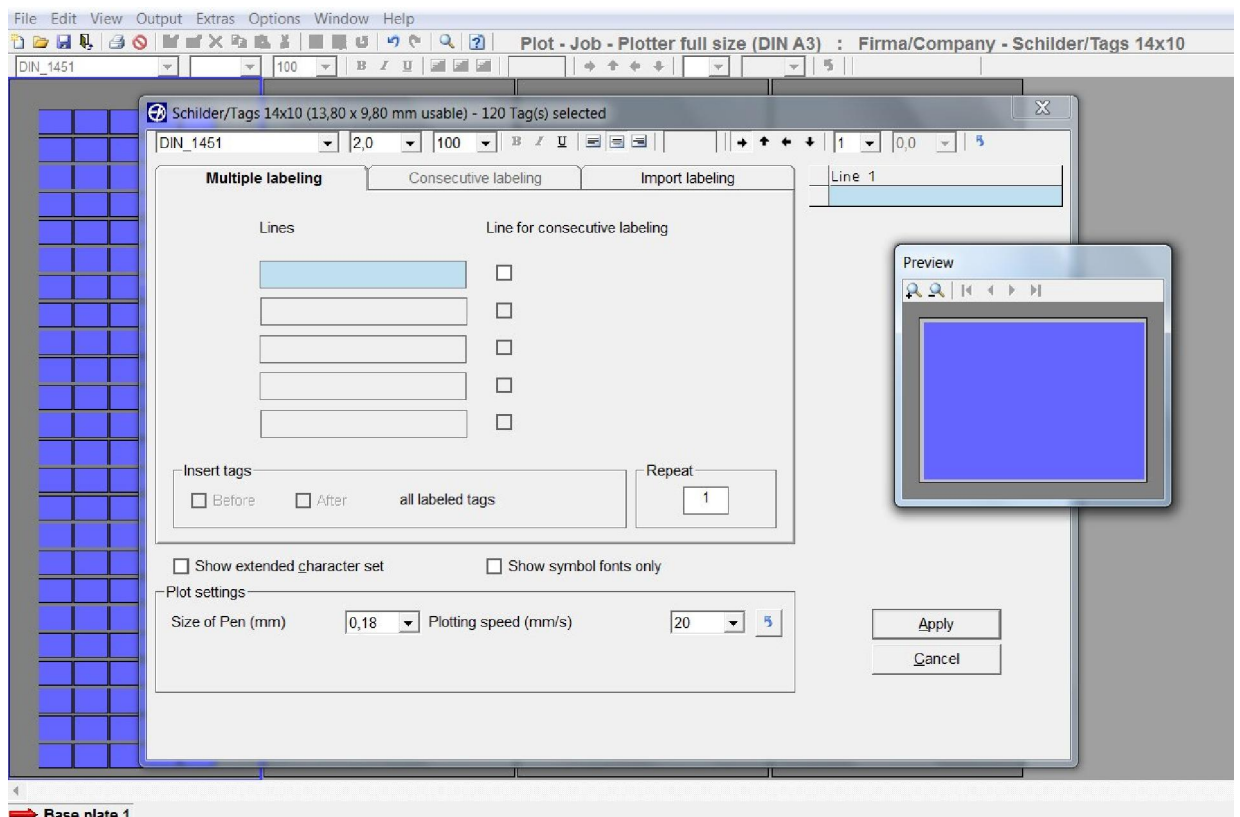 File Edit View Output Extras Options Window Help
Plot - Job - Plotter full size (DIN A3) : Firma/Company - Schilder/Tags 14x10
DIN_1451 100 B I U
Schilder/Tags 14x10 (13,80 x 9,80 mm usable) - 120 Tag(s) selected
DIN_1451 2,0 100 B I U 1 0,0
Multiple labeling Consecutive labeling Import labeling
Line 1
Lines Line for consecutive labeling
Preview
Insert tags
Before After all labeled tags
Repeat
1
Show extended character set Show symbol fonts only
Plot settings
Size of Pen (mm) 0,18 Plotting speed (mm/s) 20
Apply
Cancel
Base plate 1